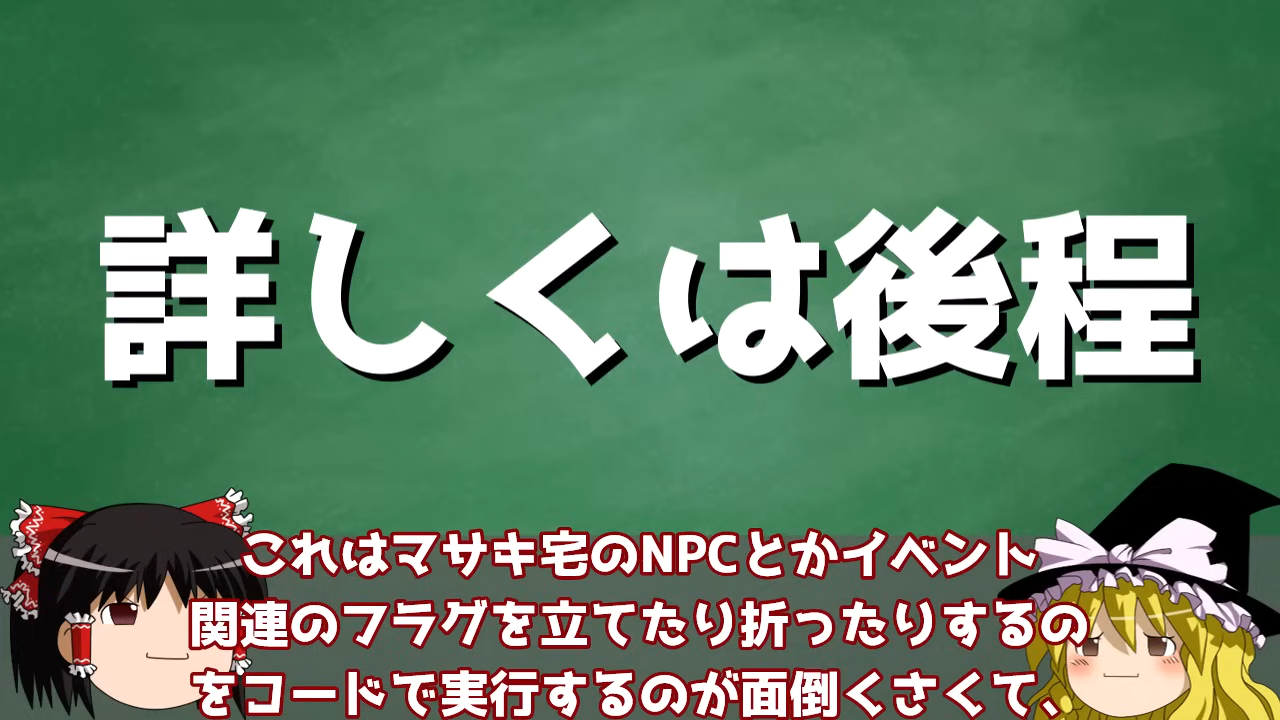 詳しくは後程
これはマサキ宅のNPCとかイベント
関連のフラグを立てたり折ったりするの
をコードで実行するのが面倒くさくて、